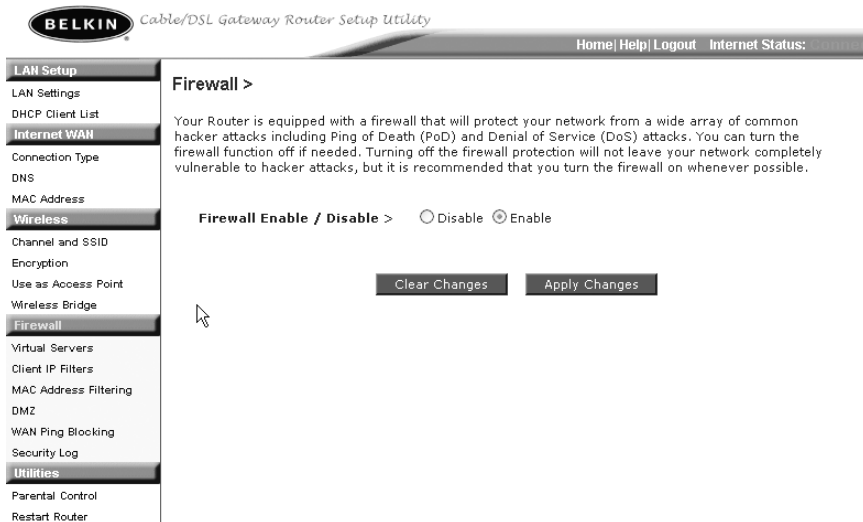 BELKIN
Cable/DSL Gateway Router Setup Utility
Home| Help| Logout Internet Status:
LAN Setup
LAN Settings
DHCP Client List
Internet WAN
Connection Type
DNS
MAC Address
Wireless
Channel and SSID
Encryption
Use as Access Point
Wireless Bridge
Firewall
Virtual Servers
Client IP Filters
MAC Address Filtering
DMZ
WAN Ping Blocking
Security Log
Utilities
Parental Control
Restart Router
Firewall >
Your Router is equipped with a firewall that will protect your network from a wide array of common
hacker attacks including Ping of Death (PoD) and Denial of Service (DoS) attacks. You can turn the
firewall function off if needed. Turning off the firewall protection will not leave your network completely
vulnerable to hacker attacks, but it is recommended that you turn the firewall on whenever possible.
Firewall Enable / Disable > Disable Enable
Clear Changes Apply Changes